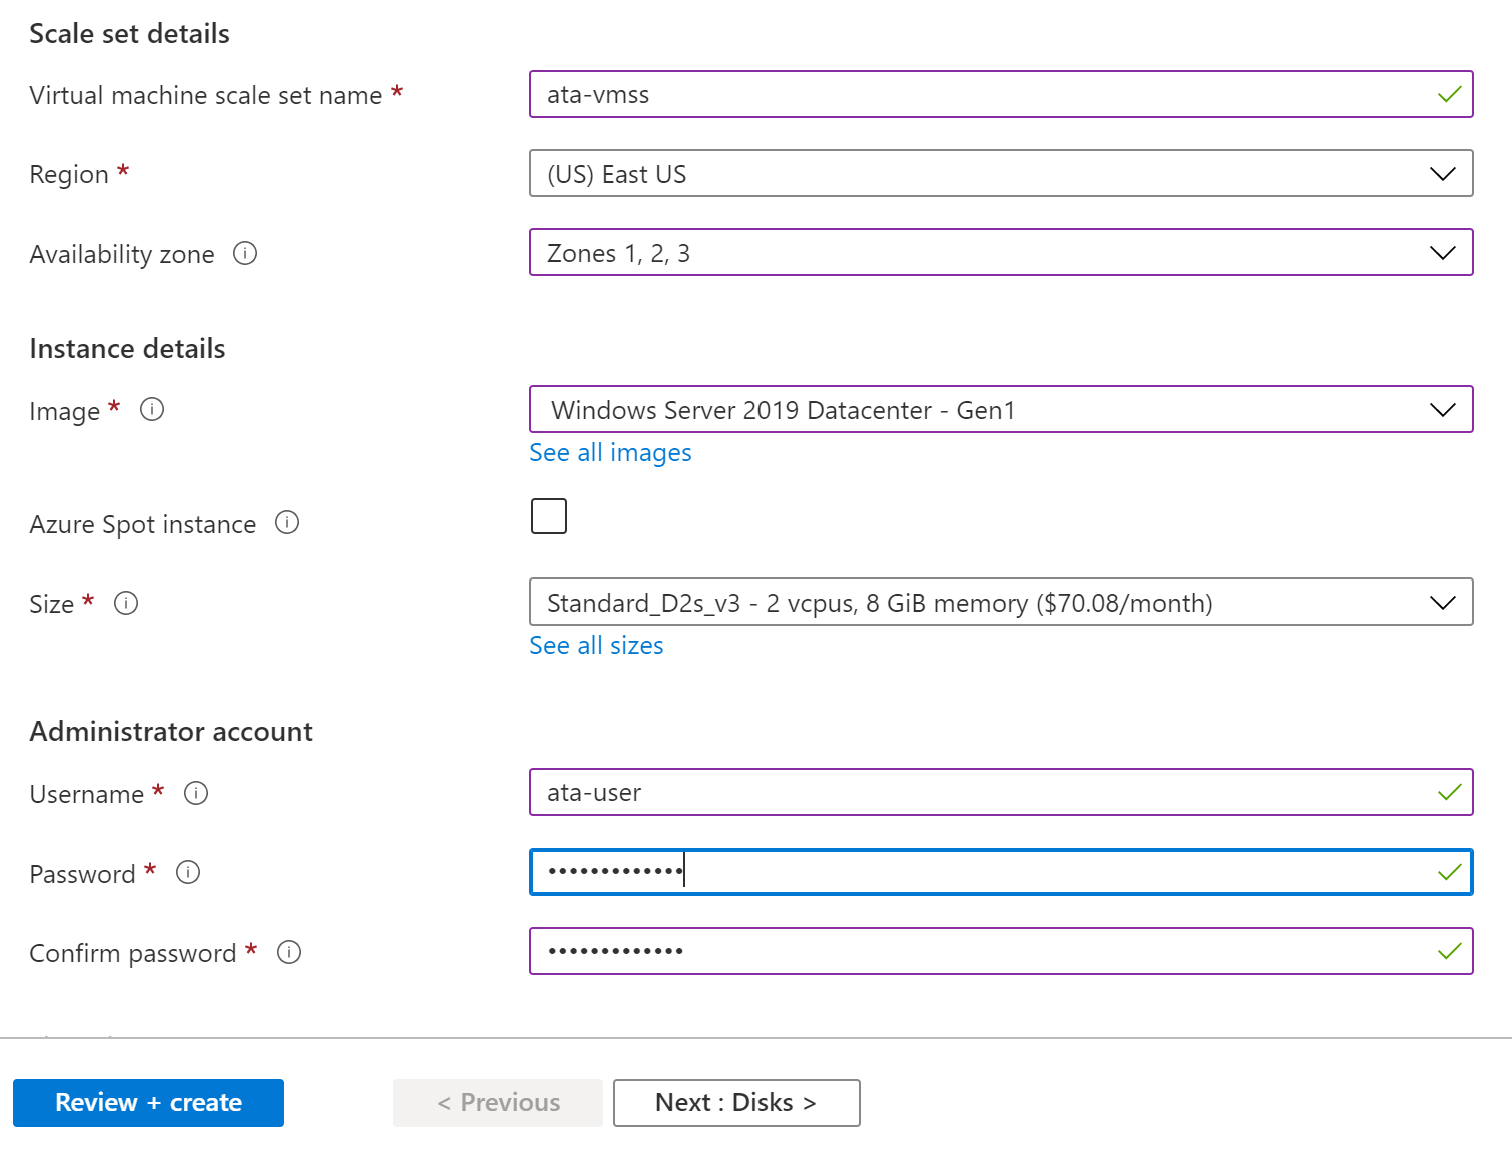 Scale set details
Virtual machine scale set name *
ata-vmss
Region *
(US) East US
Availability zone
Zones 1, 2, 3
Instance details
Image *
Windows Server 2019 Datacenter - Gen1
See all images
Azure Spot instance
Size *
Standard_D2s_v3 - 2 vcpus, 8 GiB memory ($70.08/month)
See all sizes
Administrator account
Username *
ata-user
Password *
•••••••••••••
Confirm password *
•••••••••••••
Review + create
< Previous
Next : Disks >